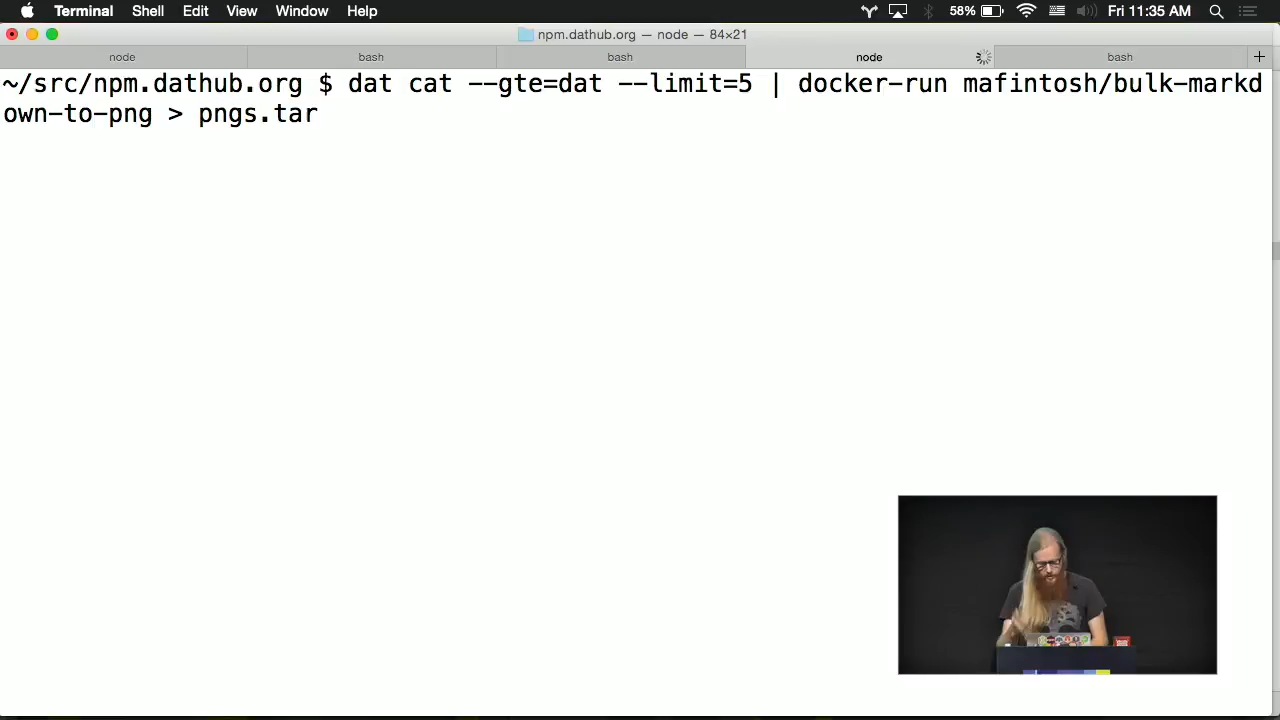 Terminal Shell Edit View Window Help 58% Fri 11:35 AM
npm.dathub.org — node — 84×21
node bash bash node bash
~/src/npm.dathub.org $ dat cat --gte=dat --limit=5 | docker-run mafintosh/bulk-markd
own-to-png > pngs.tar